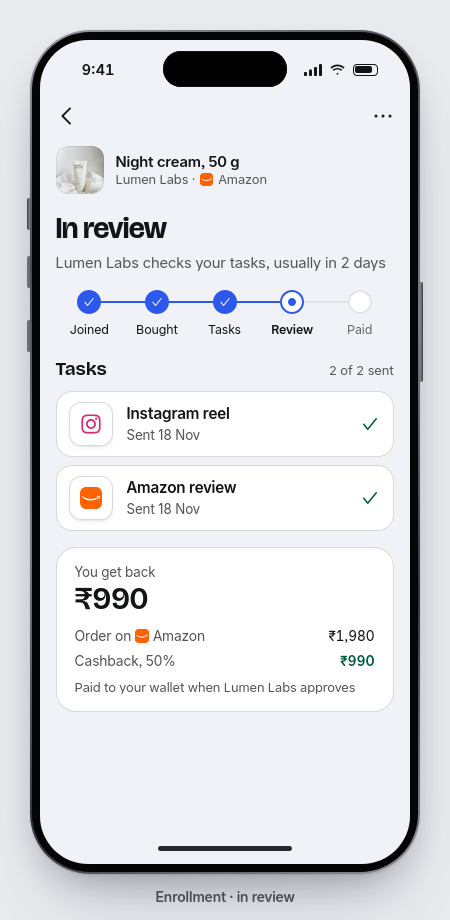 9:41
Night cream, 50 g
Lumen Labs · Amazon
In review
Lumen Labs checks your tasks, usually in 2 days
Joined Bought Tasks Review Paid
Tasks 2 of 2 sent
Instagram reel
Sent 18 Nov
Amazon review
Sent 18 Nov
You get back
₹990
Order on Amazon ₹1,980
Cashback, 50% ₹990
Paid to your wallet when Lumen Labs approves
Enrollment · in review